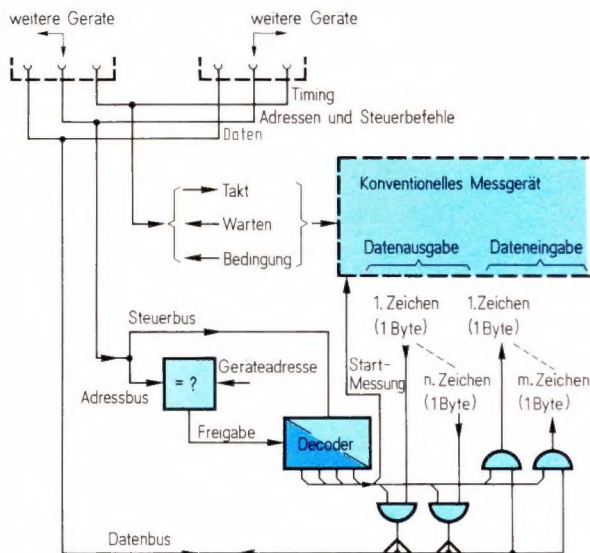 weitere Geräte
weitere Geräte
Timing
Adressen und Steuerbefehle
Daten
Konventionelles Messgerät
Takt
Warten
Bedingung
Datenausgabe
Dateneingabe
1. Zeichen
(1 Byte)
1. Zeichen
(1 Byte)
Steuerbus
Start-
Messung
n. Zeichen
(1 Byte)
m. Zeichen
(1 Byte)
= ?
Geräteadresse
Adressbus
Freigabe
Decoder
Datenbus